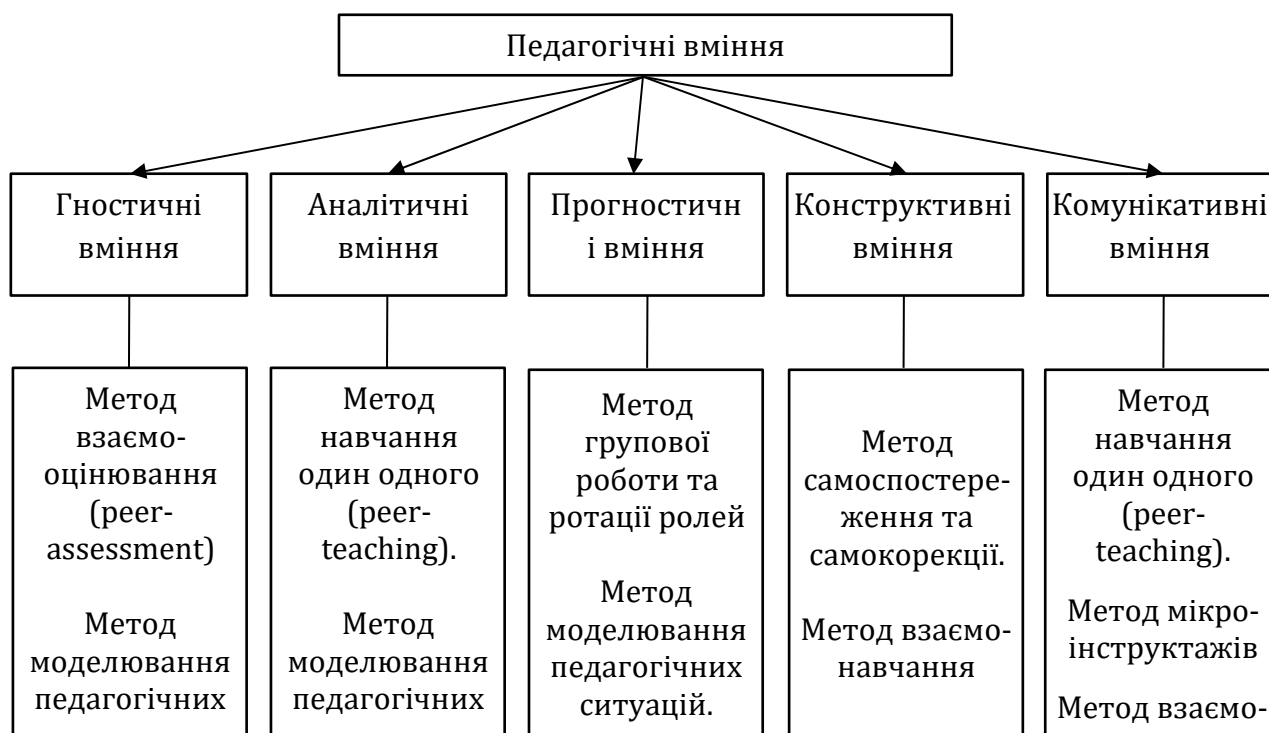 Педагогічні вміння
Гностичні
вміння
Аналітичні
вміння
Прогностичн
і вміння
Конструктивні
вміння
Комунікативні
вміння
Метод
взаємо-
оцінювання
(peer-
assessment)
Метод
моделювання
педагогічних
Метод
навчання
один одного
(peer-
teaching).
Метод
моделювання
педагогічних
Метод
групової
роботи та
ротації ролей
Метод
моделювання
педагогічних
ситуацій.
Метод
самоспостере-
ження та
самокорекції.
Метод взаємо-
навчання
Метод
навчання
один одного
(peer-
teaching).
Метод мікро-
інструктажів
Метод взаємо-